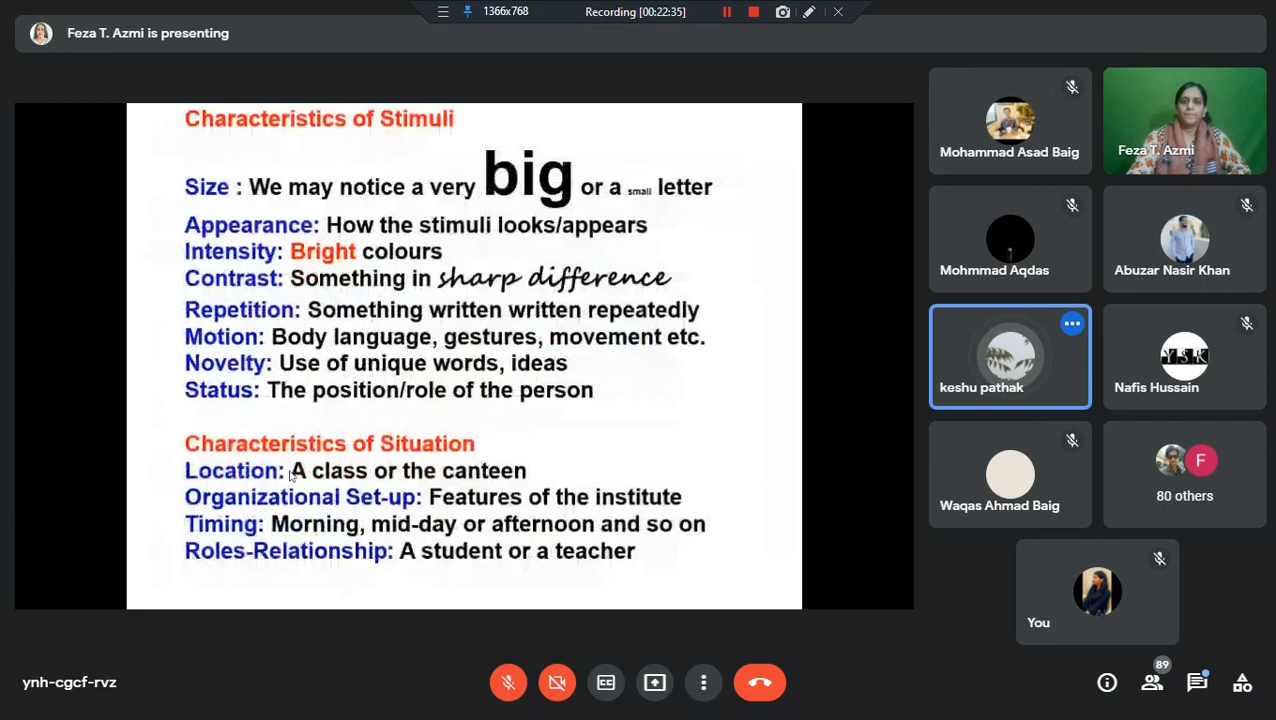 1366x768
Recording [00:22:35]
Feza T. Azmi is presenting
Characteristics of Stimuli
Size : We may notice a very big or a small letter
Appearance: How the stimuli looks/appears
Intensity: Bright colours
Contrast: Something in sharp difference
Repetition: Something written written repeatedly
Motion: Body language, gestures, movement etc.
Novelty: Use of unique words, ideas
Status: The position/role of the person
Characteristics of Situation
Location: A class or the canteen
Organizational Set-up: Features of the institute
Timing: Morning, mid-day or afternoon and so on
Roles-Relationship: A student or a teacher
Mohammad Asad Baig
Feza T. Azmi
Mohmmad Aqdas
Abuzar Nasir Khan
keshu pathak
YSK
Nafis Hussain
Waqas Ahmad Baig
F
80 others
You
ynh-cgcf-rvz
CC
89